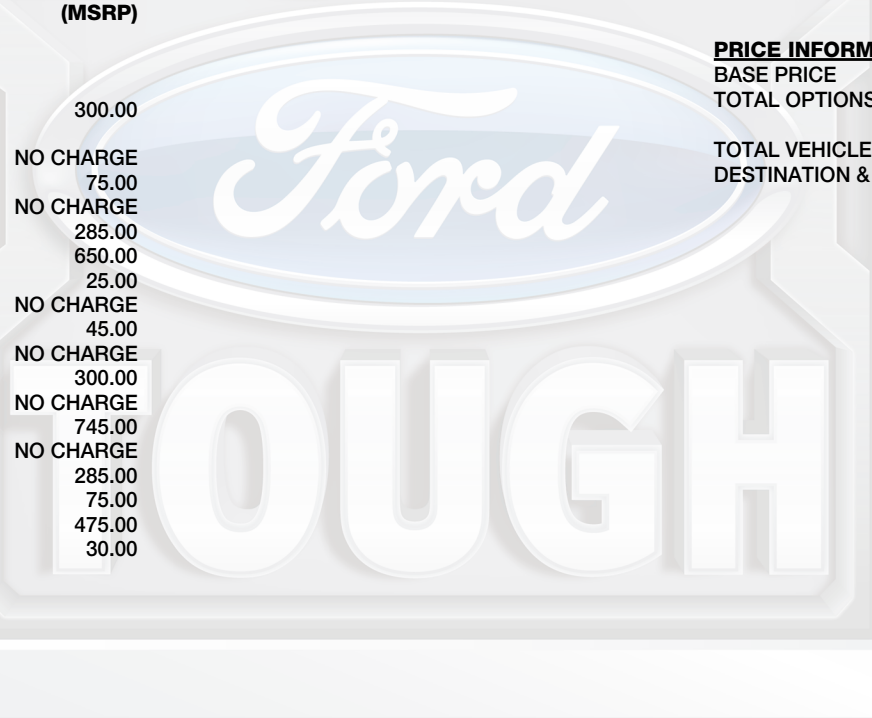 (MSRP)
300.00
NO CHARGE
75.00
NO CHARGE
285.00
650.00
25.00
NO CHARGE
45.00
NO CHARGE
300.00
NO CHARGE
745.00
NO CHARGE
285.00
75.00
475.00
30.00
PRICE INFORM
BASE PRICE
TOTAL OPTIONS
TOTAL VEHICLE
DESTINATION &
Ford
TOUGH